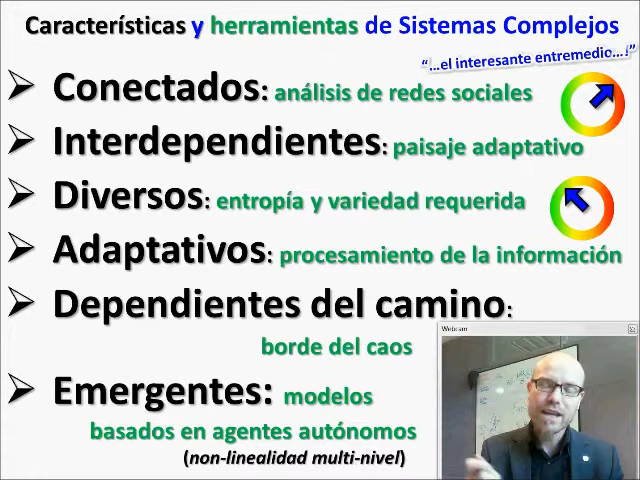 Características y herramientas de Sistemas Complejos
“...el interesante entremedio...!”
➢ Conectados: análisis de redes sociales
➢ Interdependientes: paisaje adaptativo
➢ Diversos: entropía y variedad requerida
➢ Adaptativos: procesamiento de la información
➢ Dependientes del camino:
borde del caos
➢ Emergentes: modelos
basados en agentes autónomos
(non-linealidad multi-nivel)
Webcam